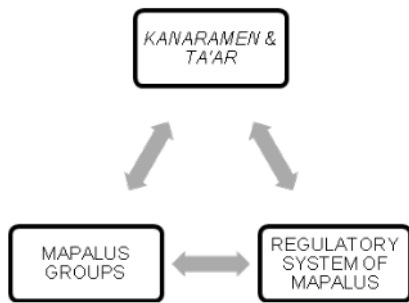 KANARAMEN &
TA'AR
MAPALUS
GROUPS
REGULATORY
SYSTEM OF
MAPALUS